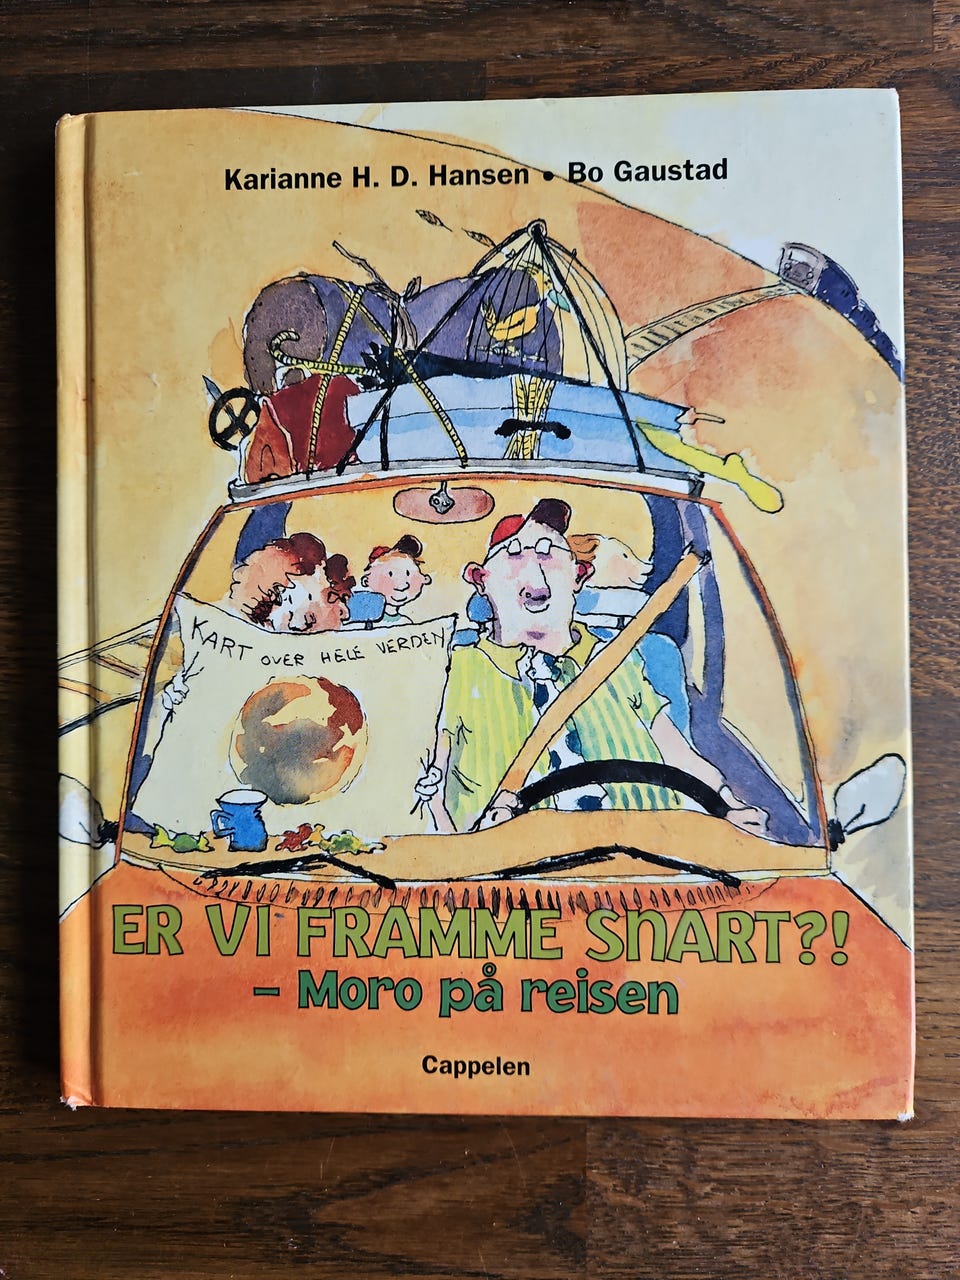 Karianne H. D. Hansen • Bo Gaustad
KART OVER HELE VERDEN
ER VI FRAMME SNART?!
– Moro på reisen
Cappelen